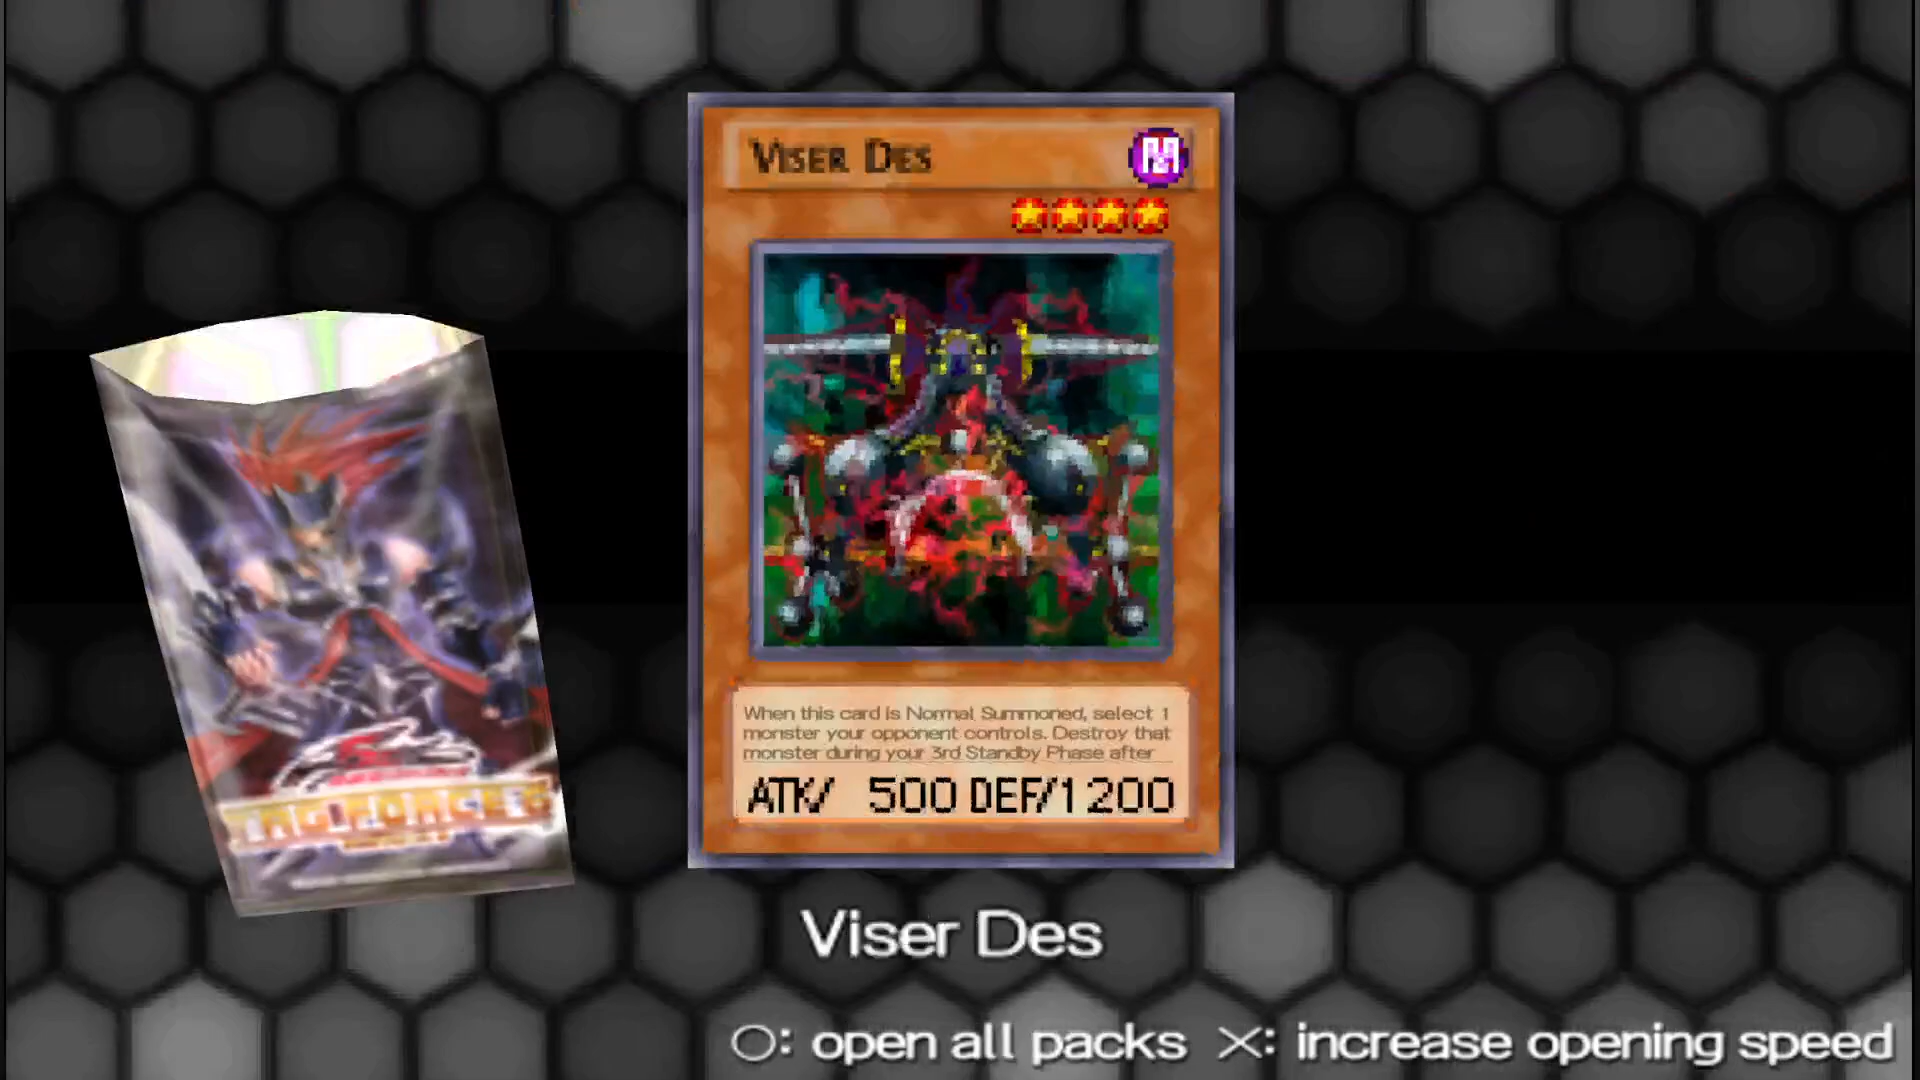 Viser Des
When this card is Normal Summoned, select 1
monster your opponent controls. Destroy that
monster during your 3rd Standby Phase after
ATK/ 500 DEF/1200
Viser Des
○: open all packs ×: increase opening speed